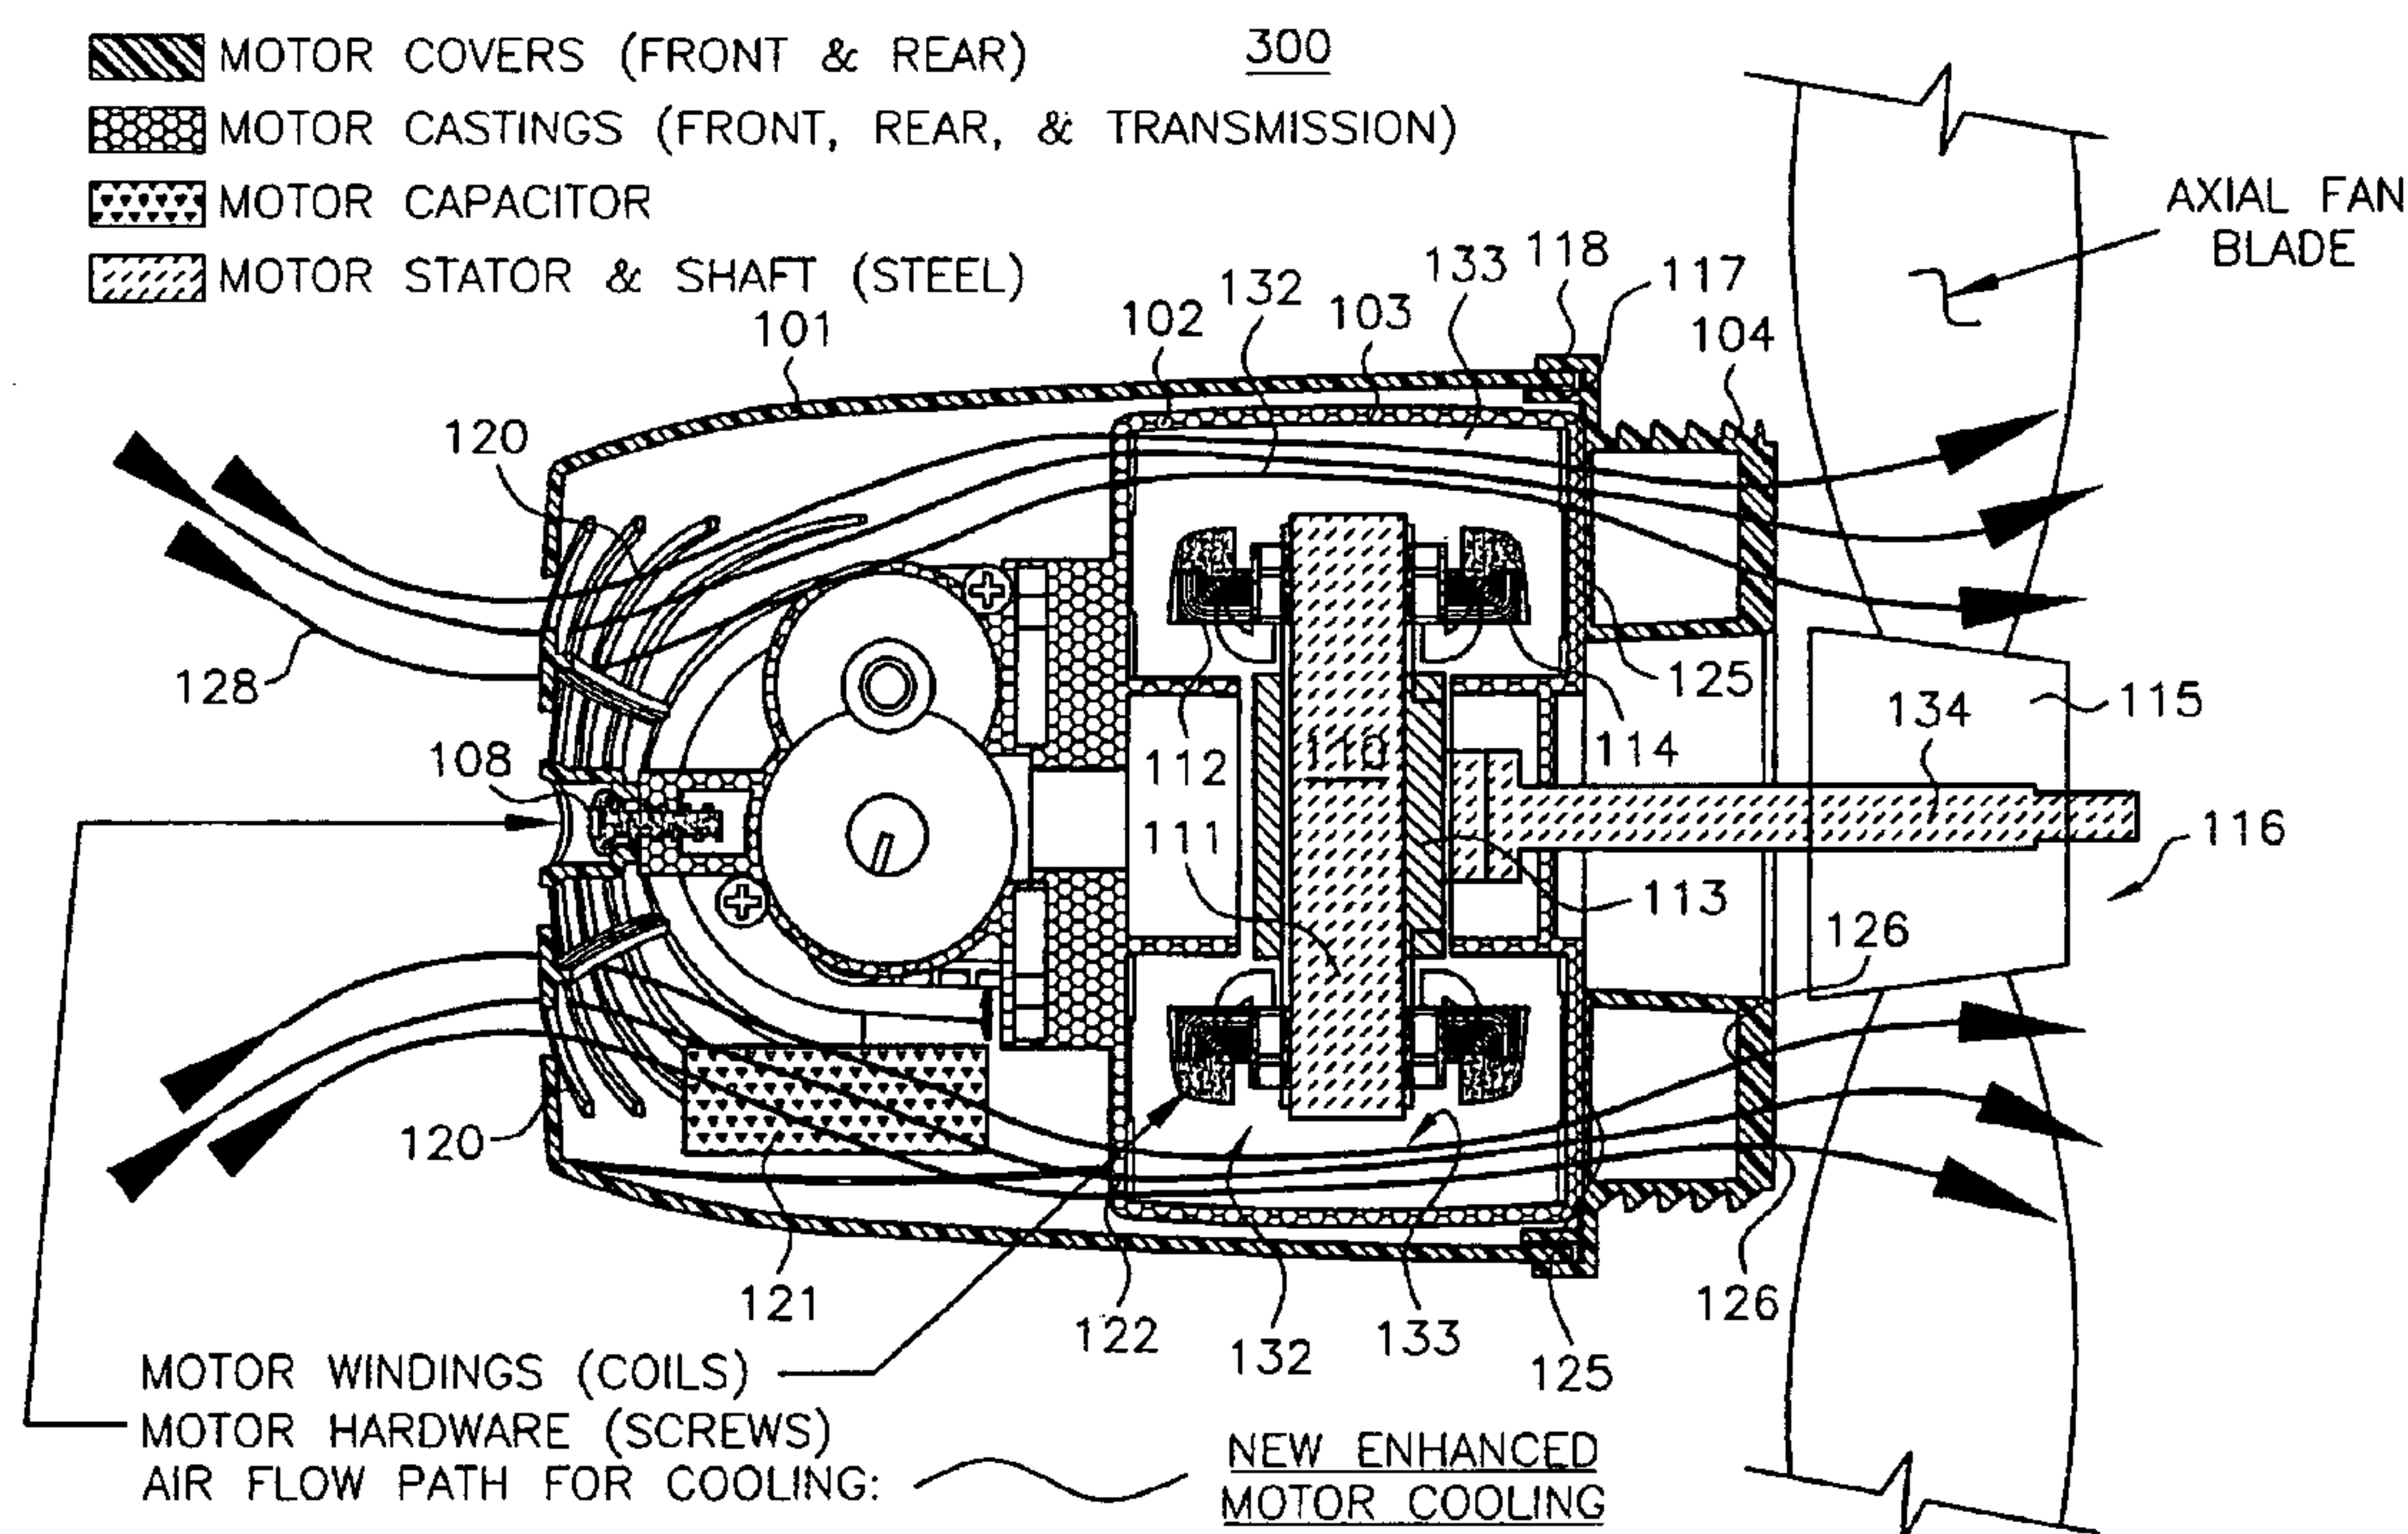 MOTOR COVERS (FRONT & REAR)
300
MOTOR CASTINGS (FRONT, REAR, & TRANSMISSION)
MOTOR CAPACITOR
MOTOR STATOR & SHAFT (STEEL)
AXIAL FAN
BLADE
101
102
132
103
133
118
117
104
120
128
108
112
110
111
114
125
134
115
116
113
126
120
121
122
132
133
125
126
MOTOR WINDINGS (COILS)
MOTOR HARDWARE (SCREWS)
AIR FLOW PATH FOR COOLING:
NEW ENHANCED
MOTOR COOLING